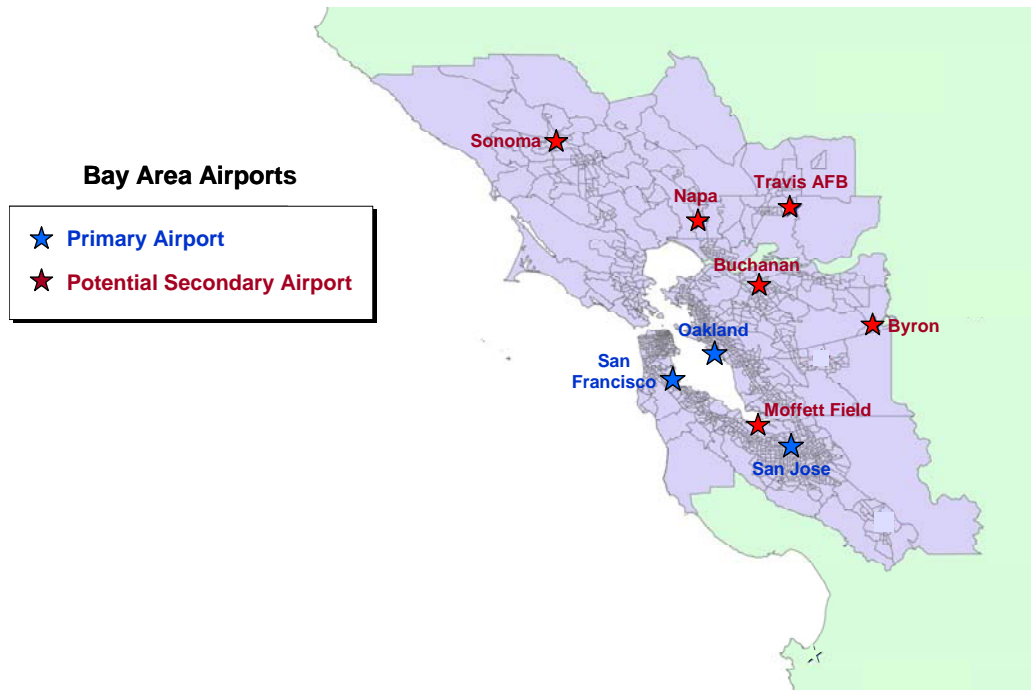 Bay Area Airports
Primary Airport
Potential Secondary Airport
Sonoma
Napa
Travis AFB
Buchanan
Byron
Oakland
San
Francisco
Moffett Field
San Jose